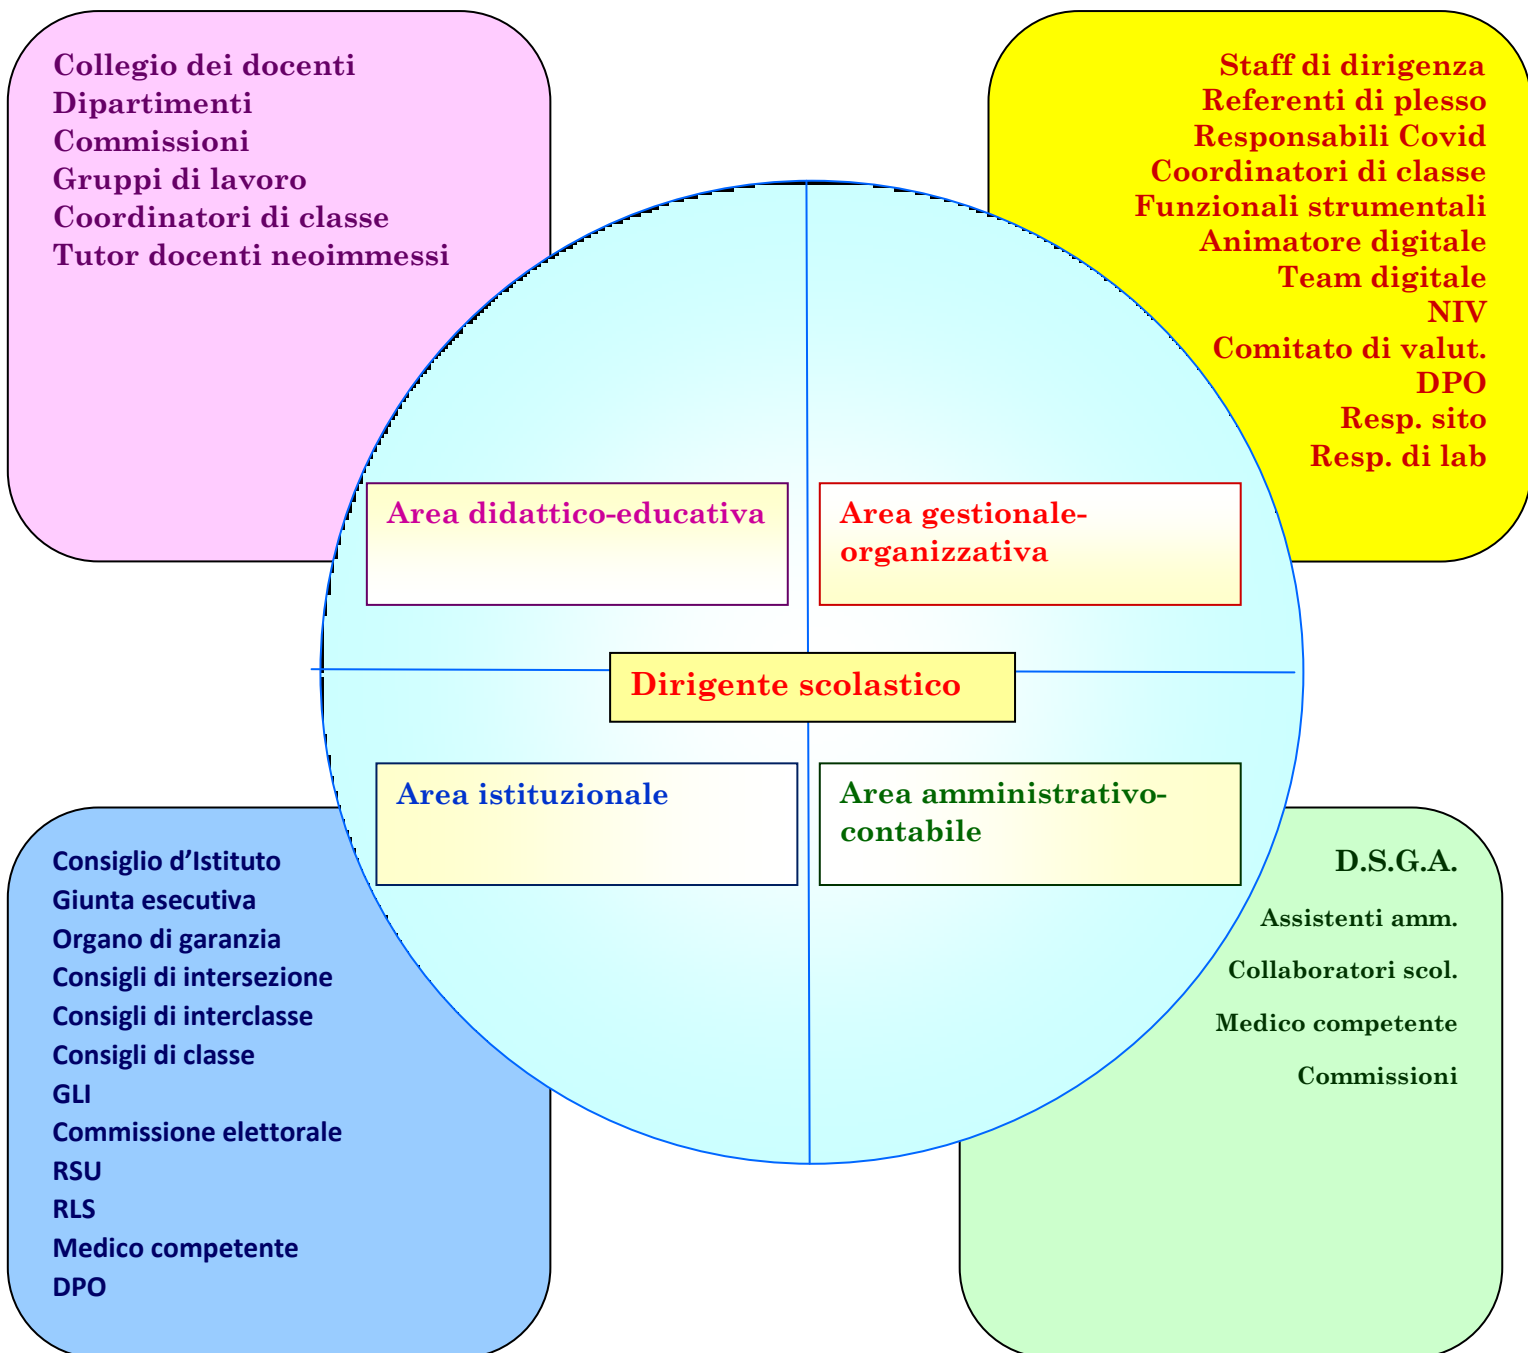 Collegio dei docenti
Dipartimenti
Commissioni
Gruppi di lavoro
Coordinatori di classe
Tutor docenti neoimmessi
Staff di dirigenza
Referenti di plesso
Responsabili Covid
Coordinatori di classe
Funzionali strumentali
Animatore digitale
Team digitale
NIV
Comitato di valut.
DPO
Resp. sito
Resp. di lab
Area didattico-educativa
Area gestionale-
organizzativa
Dirigente scolastico
Area istituzionale
Area amministrativo-
contabile
Consiglio d’Istituto
Giunta esecutiva
Organo di garanzia
Consigli di intersezione
Consigli di interclasse
Consigli di classe
GLI
Commissione elettorale
RSU
RLS
Medico competente
DPO
D.S.G.A.
Assistenti amm.
Collaboratori scol.
Medico competente
Commissioni